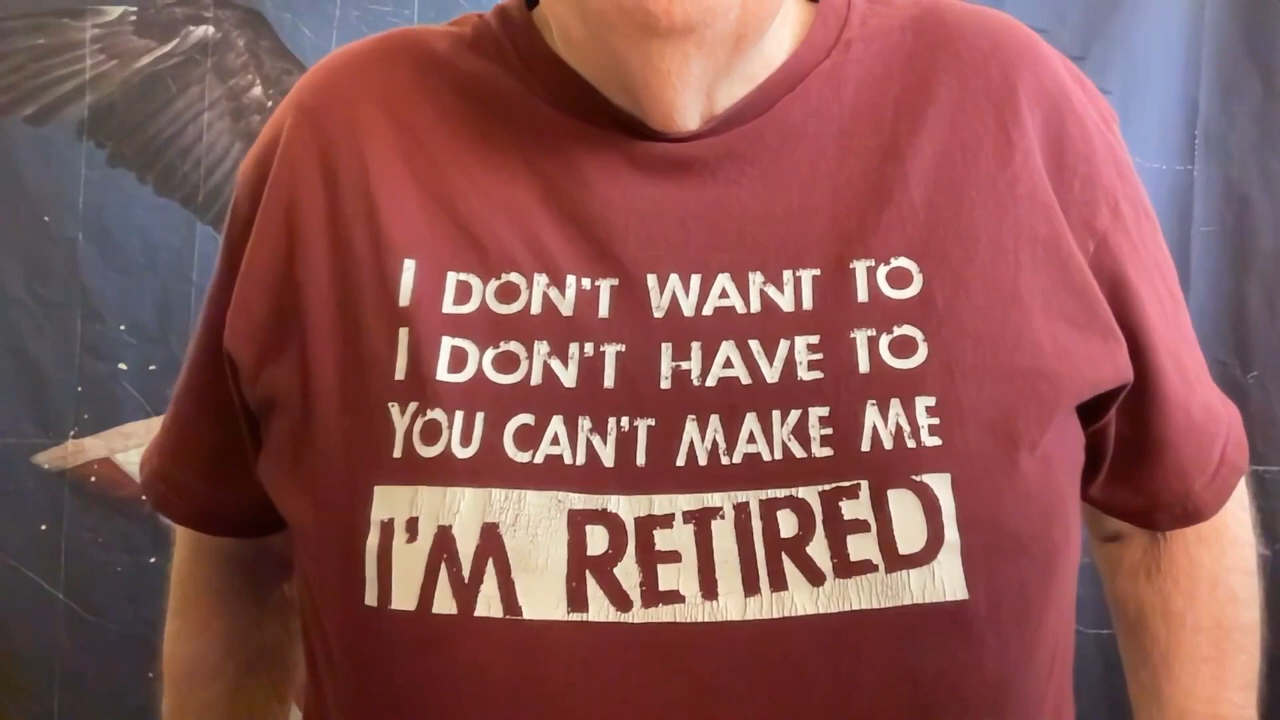 I DON'T WANT TO
I DON'T HAVE TO
YOU CAN'T MAKE ME
I'M RETIRED